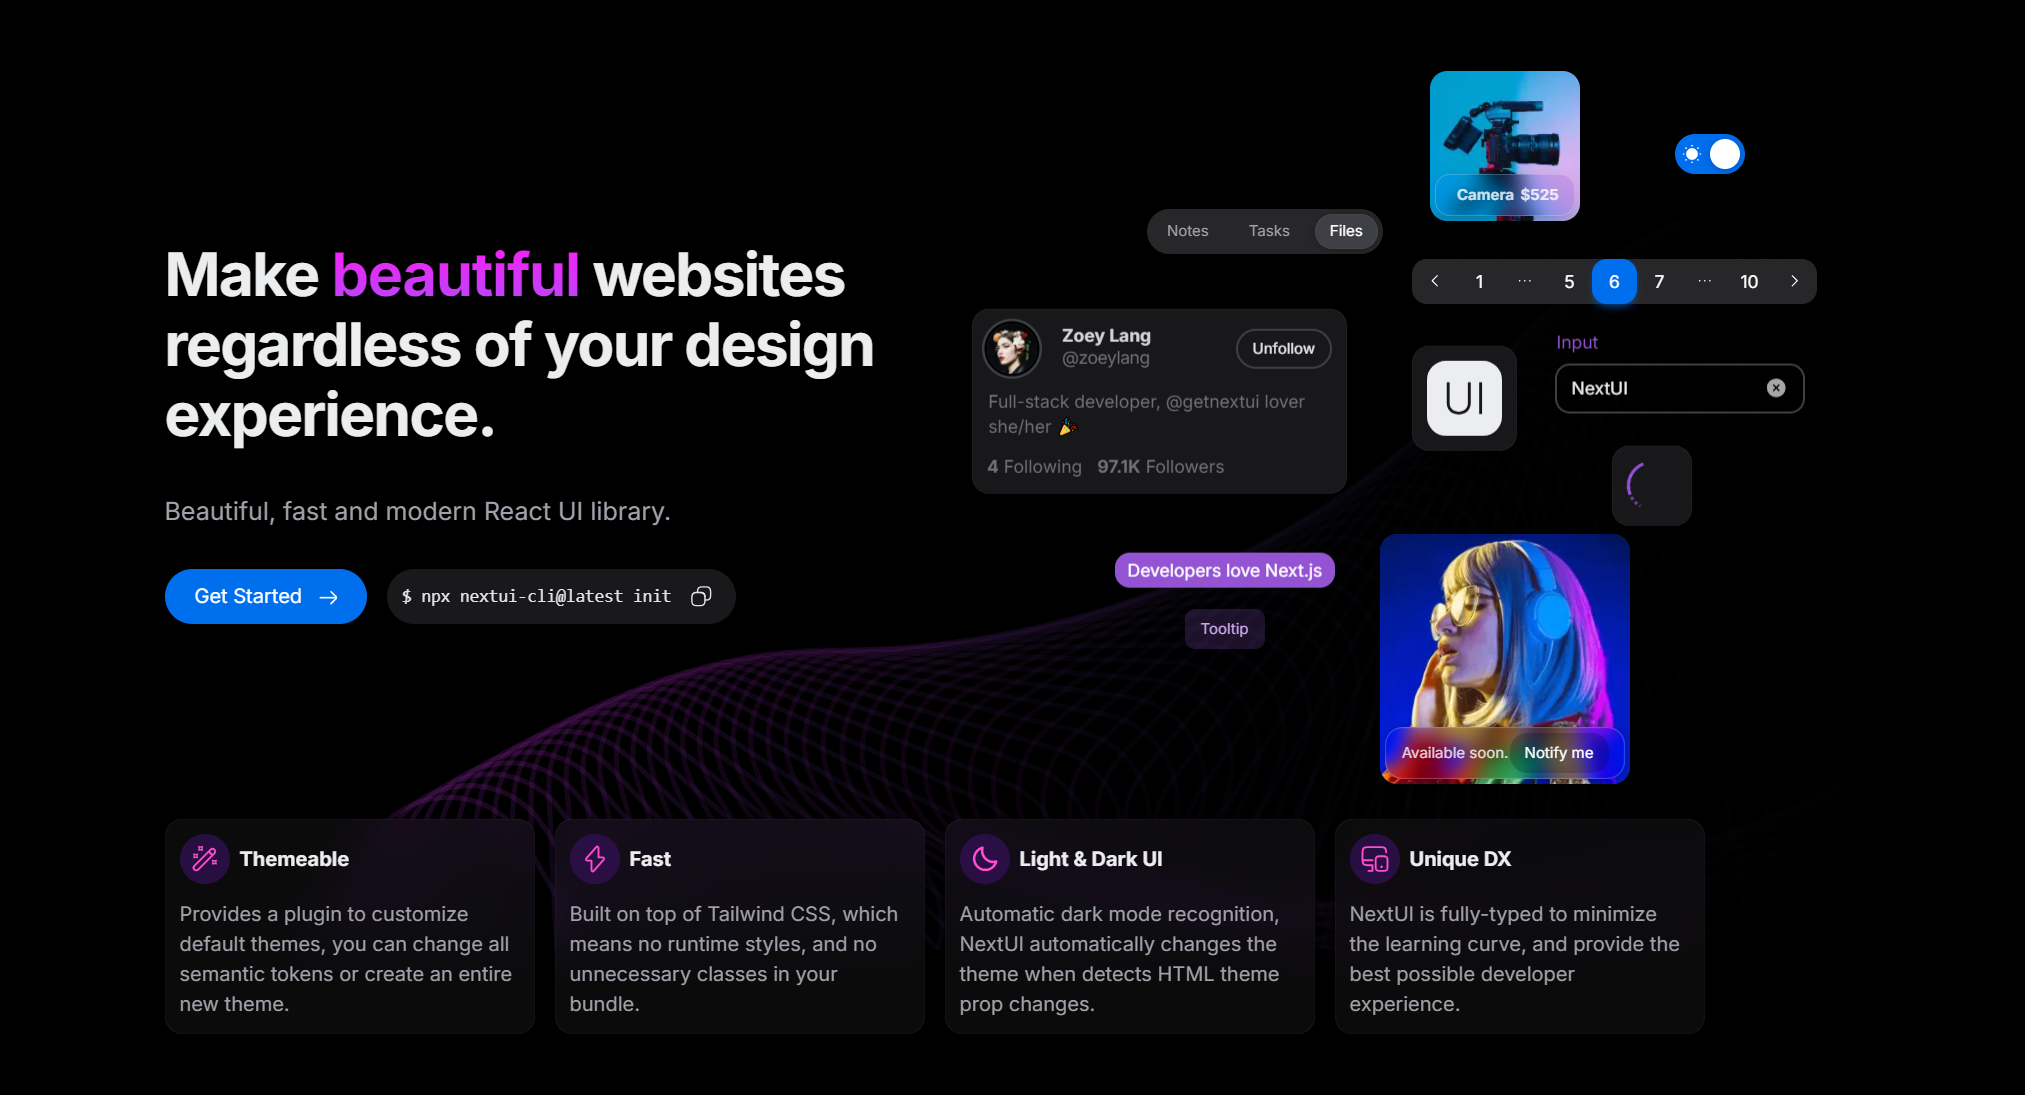 Make beautiful websites
regardless of your design
experience.
Beautiful, fast and modern React UI library.
Get Started
$ npx nextui-cli@latest init
Camera $525
Notes Tasks Files
1 ... 5 6 7 ... 10
Zoey Lang
@zoeylang
Unfollow
Full-stack developer, @getnextui lover
she/her 🎉
4 Following 97.1K Followers
UI
Input
NextUI
Developers love Next.js
Tooltip
Available soon. Notify me
Themeable
Provides a plugin to customize
default themes, you can change all
semantic tokens or create an entire
new theme.
Fast
Built on top of Tailwind CSS, which
means no runtime styles, and no
unnecessary classes in your
bundle.
Light & Dark UI
Automatic dark mode recognition,
NextUI automatically changes the
theme when detects HTML theme
prop changes.
Unique DX
NextUI is fully-typed to minimize
the learning curve, and provide the
best possible developer
experience.